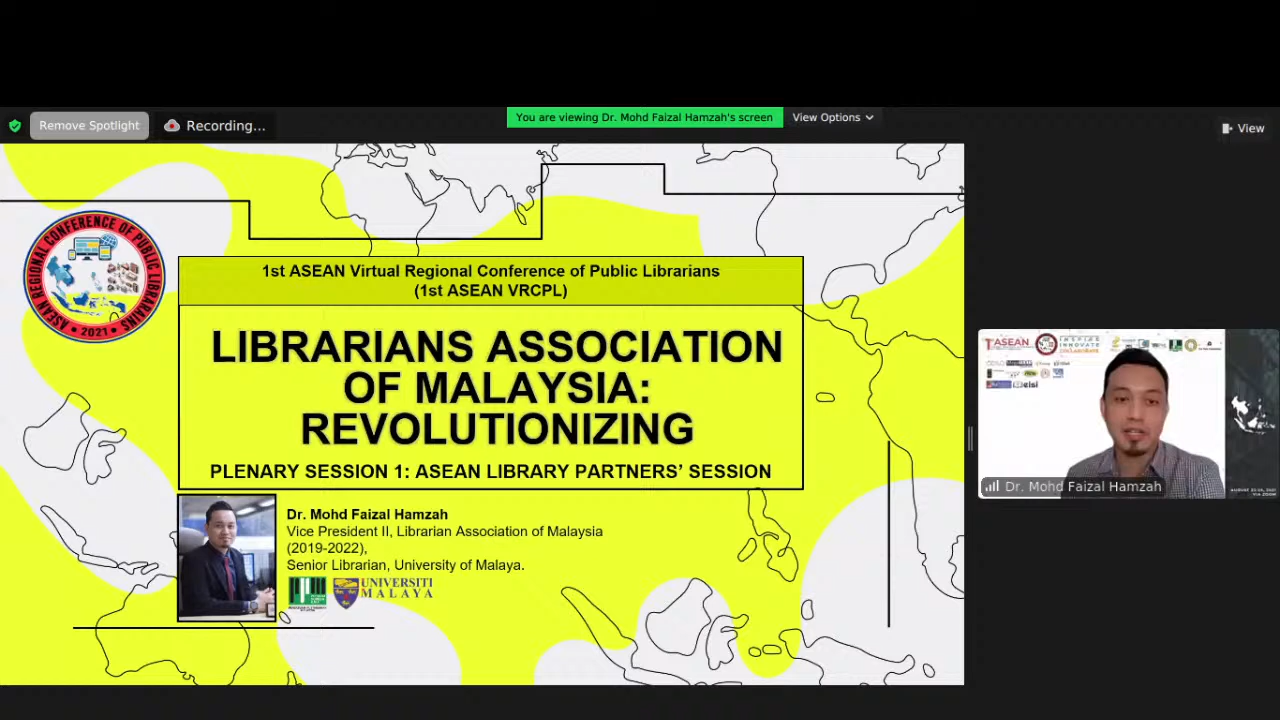 You are viewing Dr. Mohd Faizal Hamzah's screen
View Options
Remove Spotlight
Recording...
View
ASEAN REGIONAL CONFERENCE OF PUBLIC LIBRARIANS
• 2021 •
1st ASEAN Virtual Regional Conference of Public Librarians
(1st ASEAN VRCPL)
LIBRARIANS ASSOCIATION
OF MALAYSIA:
REVOLUTIONIZING
PLENARY SESSION 1: ASEAN LIBRARY PARTNERS' SESSION
Dr. Mohd Faizal Hamzah
Vice President II, Librarian Association of Malaysia
(2019-2022),
Senior Librarian, University of Malaya.
UNIVERSITI
MALAYA
ASEAN
INSPIRE
INNOVATE
Dr. Mohd Faizal Hamzah